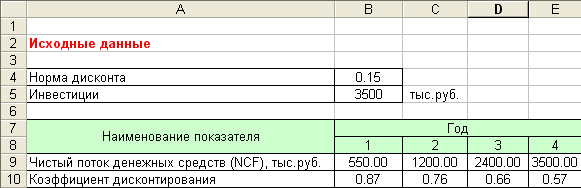 A B C D E
1
2 Исходные данные
3
4 Норма дисконта 0.15
5 Инвестиции 3500 тыс.руб.
6
7 Наименование показателя Год
8 1 2 3 4
9 Чистый поток денежных средств (NCF), тыс.руб. 550.00 1200.00 2400.00 3500.00
10 Коэффициент дисконтирования 0.87 0.76 0.66 0.57